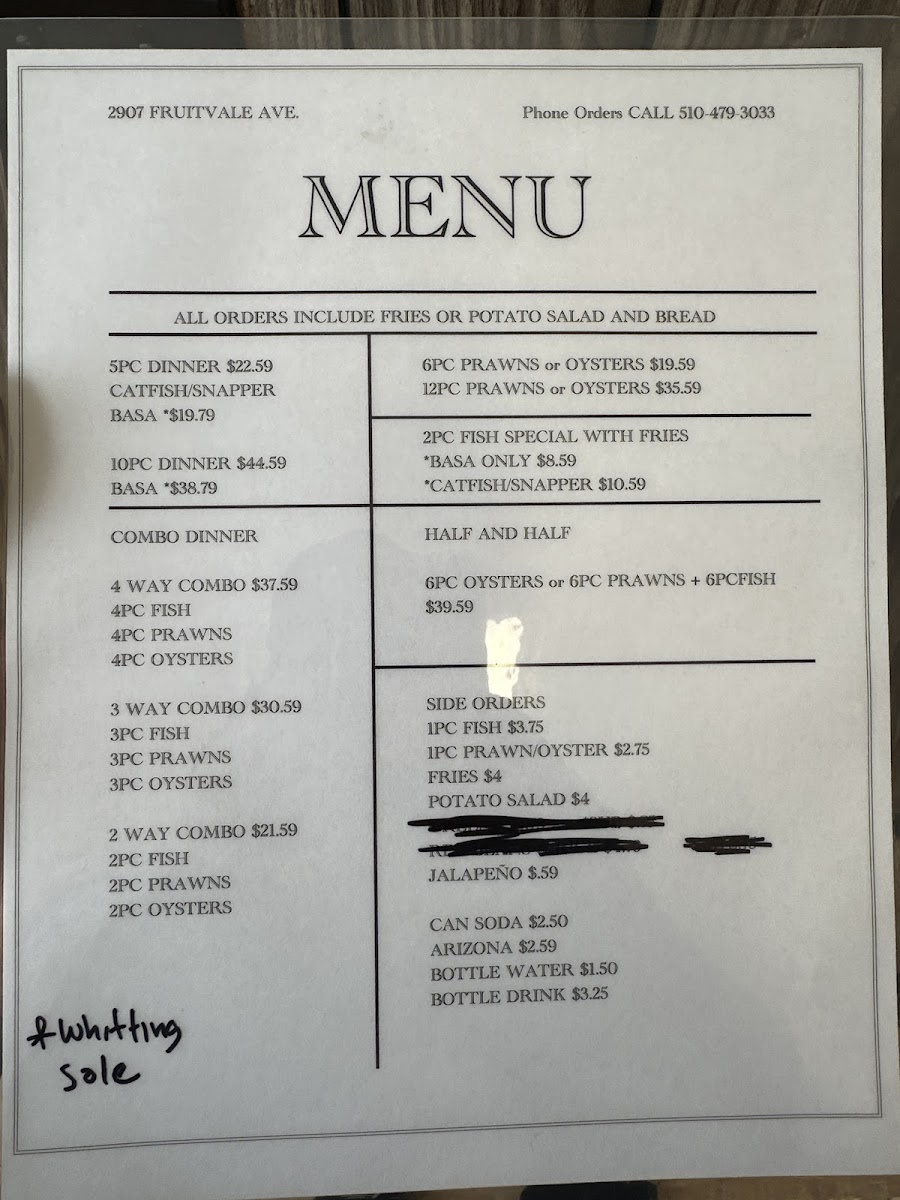 2907 FRUITVALE AVE.
Phone Orders CALL 510-479-3033
MENU
ALL ORDERS INCLUDE FRIES OR POTATO SALAD AND BREAD
5PC DINNER $22.59
CATFISH/SNAPPER
BASA *$19.79
10PC DINNER $44.59
BASA *$38.79
COMBO DINNER
4 WAY COMBO $37.59
4PC FISH
4PC PRAWNS
4PC OYSTERS
3 WAY COMBO $30.59
3PC FISH
3PC PRAWNS
3PC OYSTERS
2 WAY COMBO $21.59
2PC FISH
2PC PRAWNS
2PC OYSTERS
*Whitting
Sole
6PC PRAWNS or OYSTERS $19.59
12PC PRAWNS or OYSTERS $35.59
2PC FISH SPECIAL WITH FRIES
*BASA ONLY $8.59
*CATFISH/SNAPPER $10.59
HALF AND HALF
6PC OYSTERS or 6PC PRAWNS + 6PCFISH
$39.59
SIDE ORDERS
1PC FISH $3.75
1PC PRAWN/OYSTER $2.75
FRIES $4
POTATO SALAD $4
JALAPEÑO $.59
CAN SODA $2.50
ARIZONA $2.59
BOTTLE WATER $1.50
BOTTLE DRINK $3.25